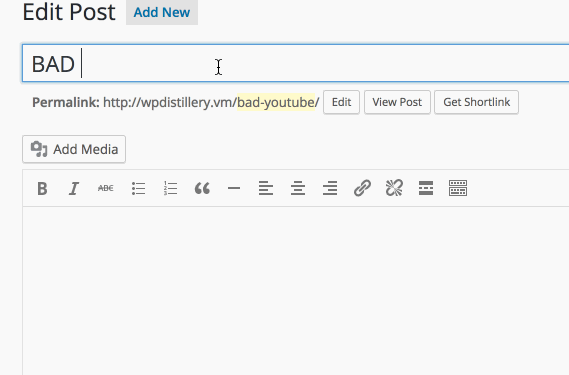 Edit Post Add New
BAD
Permalink: http://wpdistillery.vm/bad-youtube/ Edit View Post Get Shortlink
Add Media
B I ABC